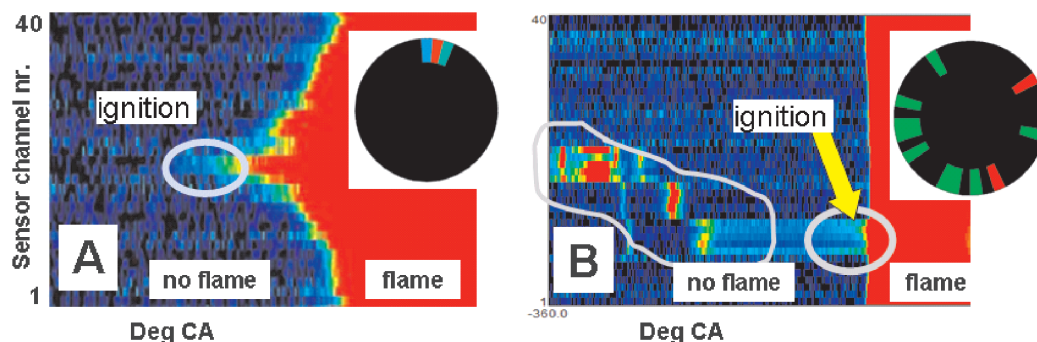 40
Sensor channel nr.
1
ignition
A
no flame
flame
Deg CA
40
ignition
B
no flame
flame
1
-360.0
Deg CA